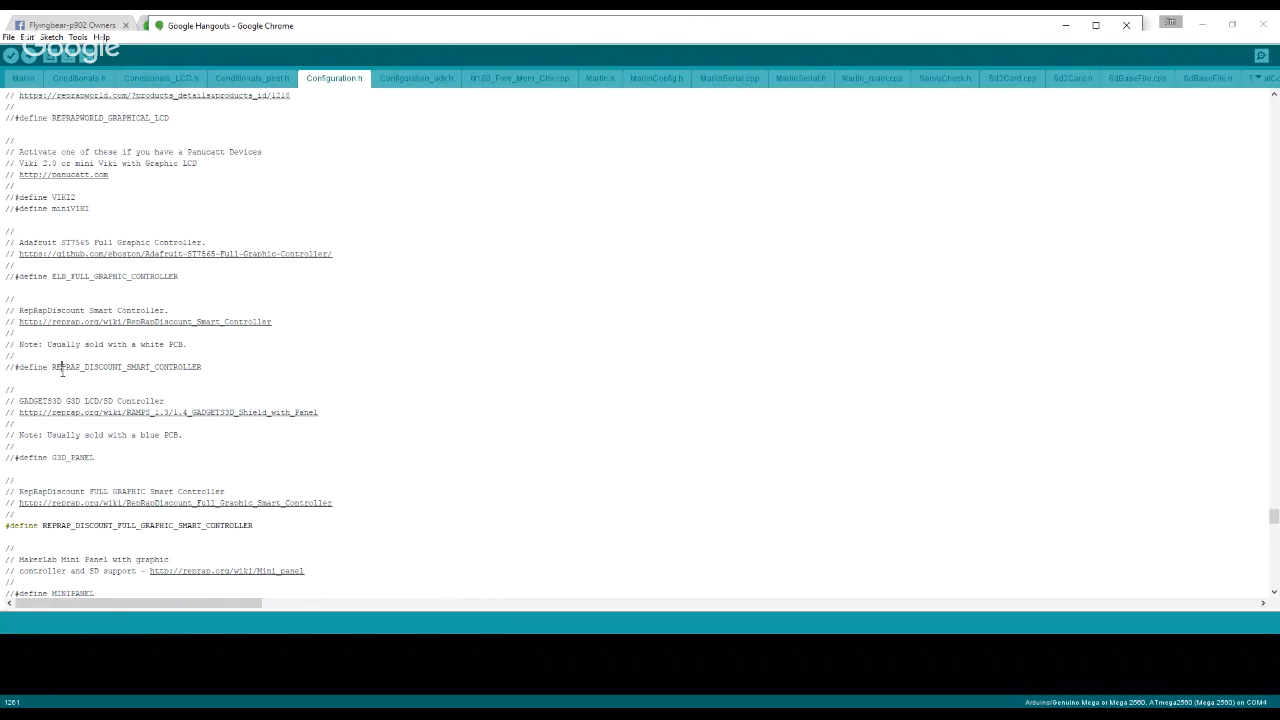 Flyingbear-p902 Owners
Google Hangouts - Google Chrome
Jim
File Edit Sketch Tools Help
Google
Marlin Conditionals.h Conditionals_LCD.h Conditionals_post.h Configuration.h Configuration_adv.h M100_Free_Mem_Chk.cpp Marlin.h MarlinConfig.h MarlinSerial.cpp MarlinSerial.h Marlin_main.cpp SanityCheck.h Sd2Card.cpp Sd2Card.h SdBaseFile.cpp SdBaseFile.h
// https://reprapworld.com/?products_details&products_id/1218
//
//#define REPRAPWORLD_GRAPHICAL_LCD
//
// Activate one of these if you have a Panucatt Devices
// Viki 2.0 or mini Viki with Graphic LCD
// http://panucatt.com
//
//#define VIKI2
//#define miniVIKI
//
// Adafruit ST7565 Full Graphic Controller.
// https://github.com/eboston/Adafruit-ST7565-Full-Graphic-Controller/
//
//#define ELB_FULL_GRAPHIC_CONTROLLER
//
// RepRapDiscount Smart Controller.
// http://reprap.org/wiki/RepRapDiscount_Smart_Controller
//
// Note: Usually sold with a white PCB.
//
//#define REPRAP_DISCOUNT_SMART_CONTROLLER
//
// GADGETS3D G3D LCD/SD Controller
// http://reprap.org/wiki/RAMPS_1.3/1.4_GADGETS3D_Shield_with_Panel
//
// Note: Usually sold with a blue PCB.
//
//#define G3D_PANEL
//
// RepRapDiscount FULL GRAPHIC Smart Controller
// http://reprap.org/wiki/RepRapDiscount_Full_Graphic_Smart_Controller
//
#define REPRAP_DISCOUNT_FULL_GRAPHIC_SMART_CONTROLLER
//
// MakerLab Mini Panel with graphic
// controller and SD support - http://reprap.org/wiki/Mini_panel
//
//#define MINIPANEL
1261
Arduino/Genuino Mega or Mega 2560, ATmega2560 (Mega 2560) on COM4